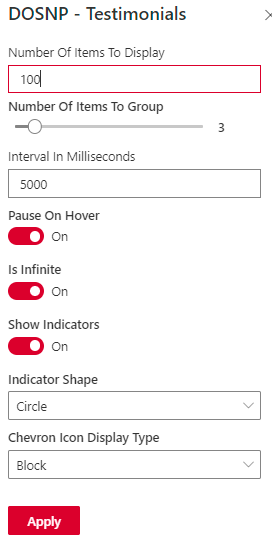 DOSNP - Testimonials
Number Of Items To Display
100
Number Of Items To Group
3
Interval In Milliseconds
5000
Pause On Hover
On
Is Infinite
On
Show Indicators
On
Indicator Shape
Circle
Chevron Icon Display Type
Block
Apply